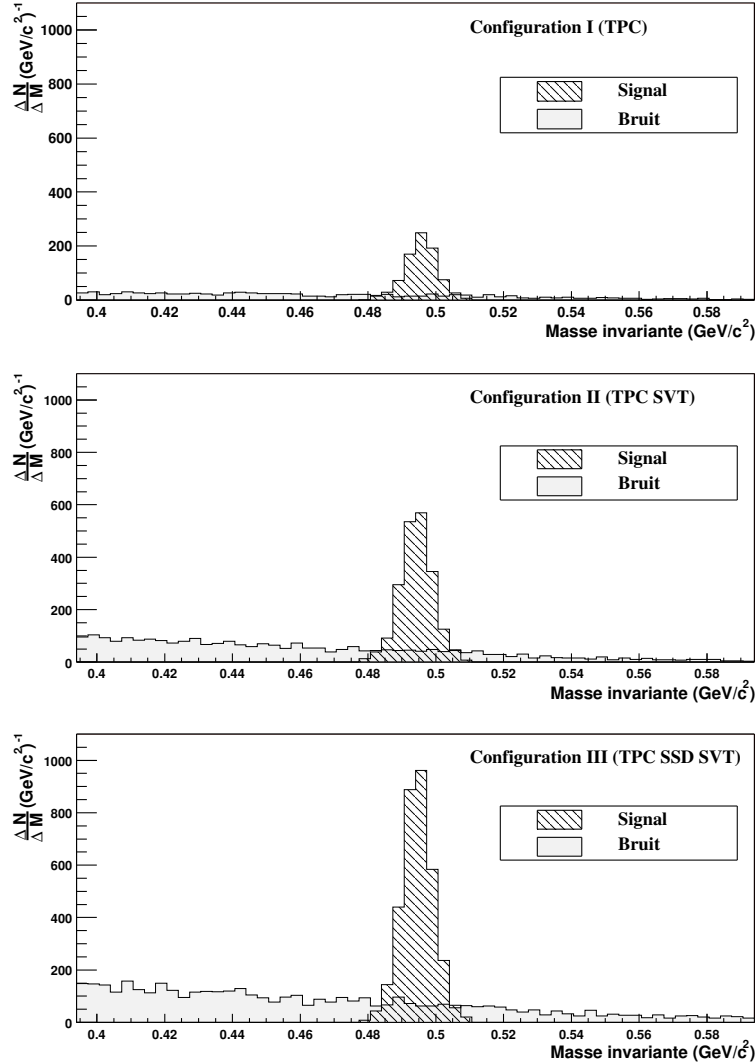 Configuration I (TPC)
Signal
Bruit
Δ N
Δ M
(GeV/c²)⁻¹
1000
800
600
400
200
0
0.4 0.42 0.44 0.46 0.48 0.5 0.52 0.54 0.56 0.58
Masse invariante (GeV/c²)
Configuration II (TPC SVT)
Signal
Bruit
Δ N
Δ M
(GeV/c²)⁻¹
1000
800
600
400
200
0
0.4 0.42 0.44 0.46 0.48 0.5 0.52 0.54 0.56 0.58
Masse invariante (GeV/c²)
Configuration III (TPC SSD SVT)
Signal
Bruit
Δ N
Δ M
(GeV/c²)⁻¹
1000
800
600
400
200
0
0.4 0.42 0.44 0.46 0.48 0.5 0.52 0.54 0.56 0.58
Masse invariante (GeV/c²)